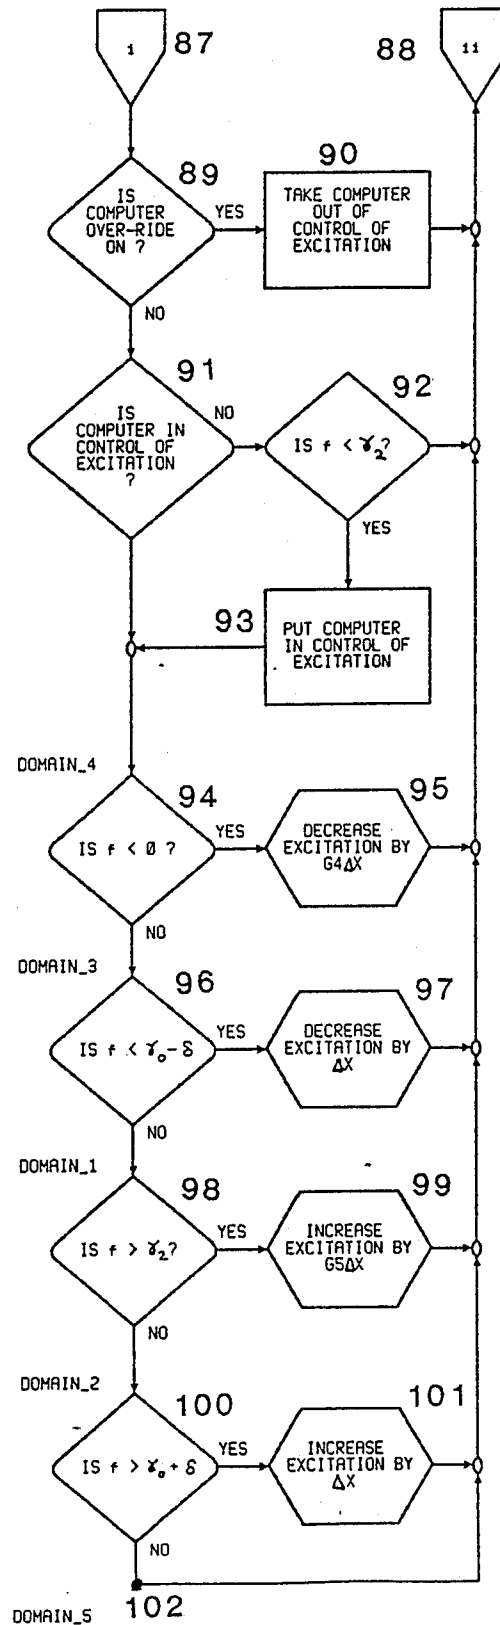 1
87
88
11
89
90
IS
COMPUTER
OVER-RIDE
ON ?
YES
TAKE COMPUTER
OUT OF
CONTROL OF
EXCITATION
NO
91
92
IS
COMPUTER IN
CONTROL OF
EXCITATION
?
NO
IS f < γ₂?
YES
93
PUT COMPUTER
IN CONTROL OF
EXCITATION
DOMAIN_4
94
95
IS f < 0 ?
YES
DECREASE
EXCITATION BY
G4ΔX
NO
DOMAIN_3
96
97
IS f < γ₀-δ
YES
DECREASE
EXCITATION BY
ΔX
NO
DOMAIN_1
98
99
IS f > γ₂?
YES
INCREASE
EXCITATION BY
G5ΔX
NO
DOMAIN_2
100
101
IS f > γ₀+δ
YES
INCREASE
EXCITATION BY
ΔX
NO
102
DOMAIN_5